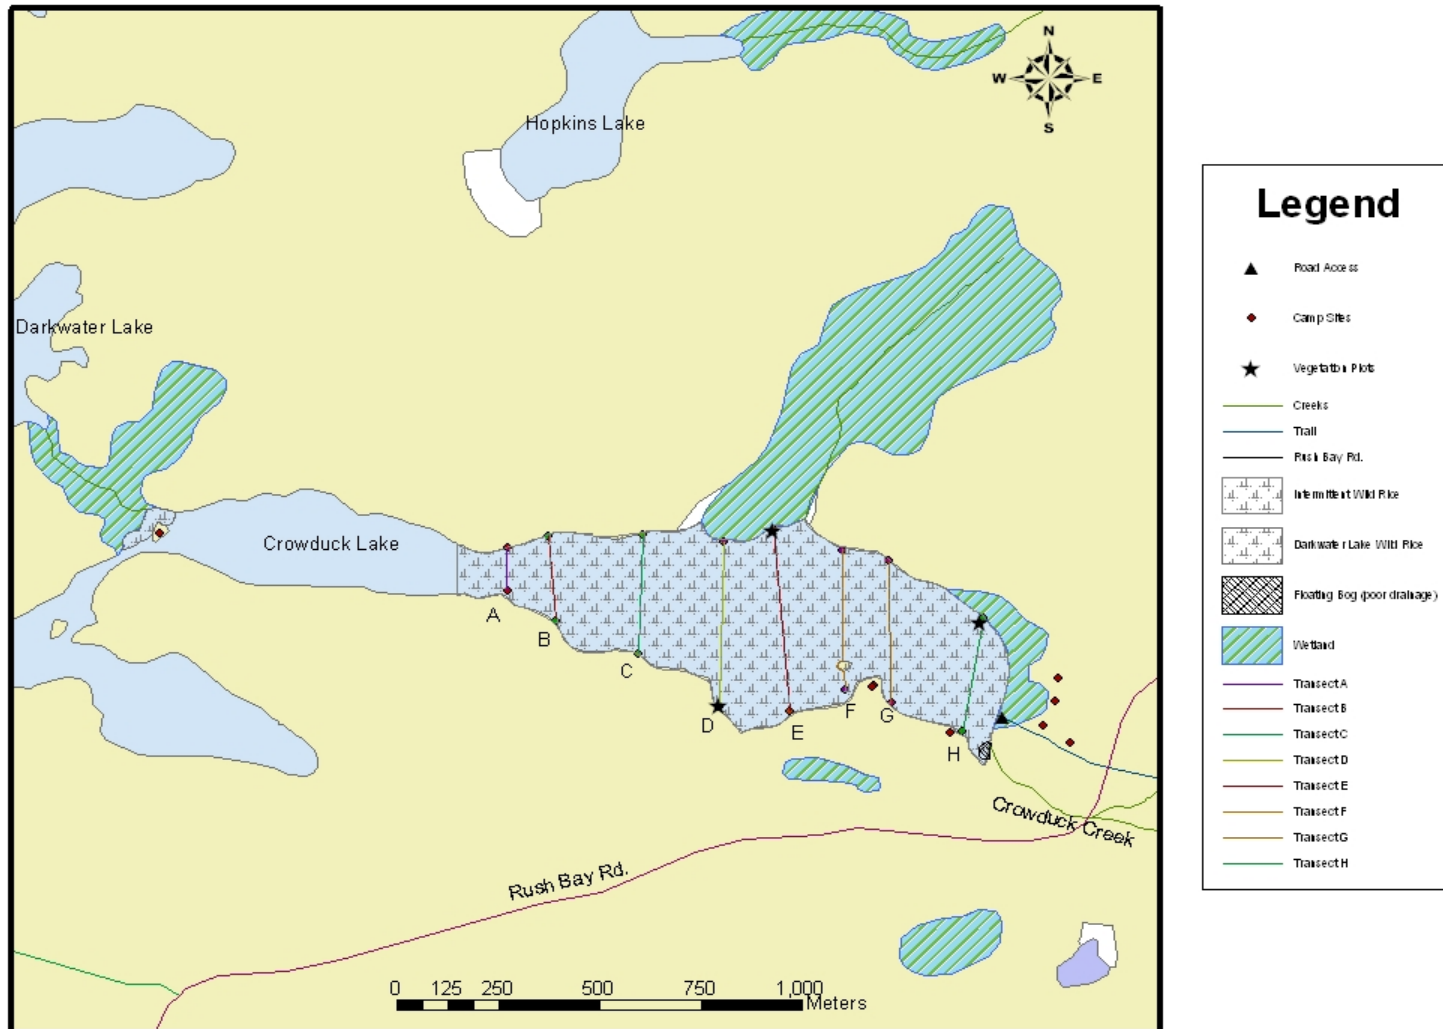 N
W E
S
Hopkins Lake
Darkwater Lake
Crowduck Lake
A
B
C
D
E
F
G
H
Crowduck Creek
Rush Bay Rd.
0 125 250 500 750 1,000
Meters
Legend
Road Access
Camp Sites
Vegetation Plots
Creeks
Trail
Rush Bay Rd.
Intermittent Wild Rice
Darkwater Lake Wild Rice
Floating Bog (poor drainage)
Wetland
Transect A
Transect B
Transect C
Transect D
Transect E
Transect F
Transect G
Transect H